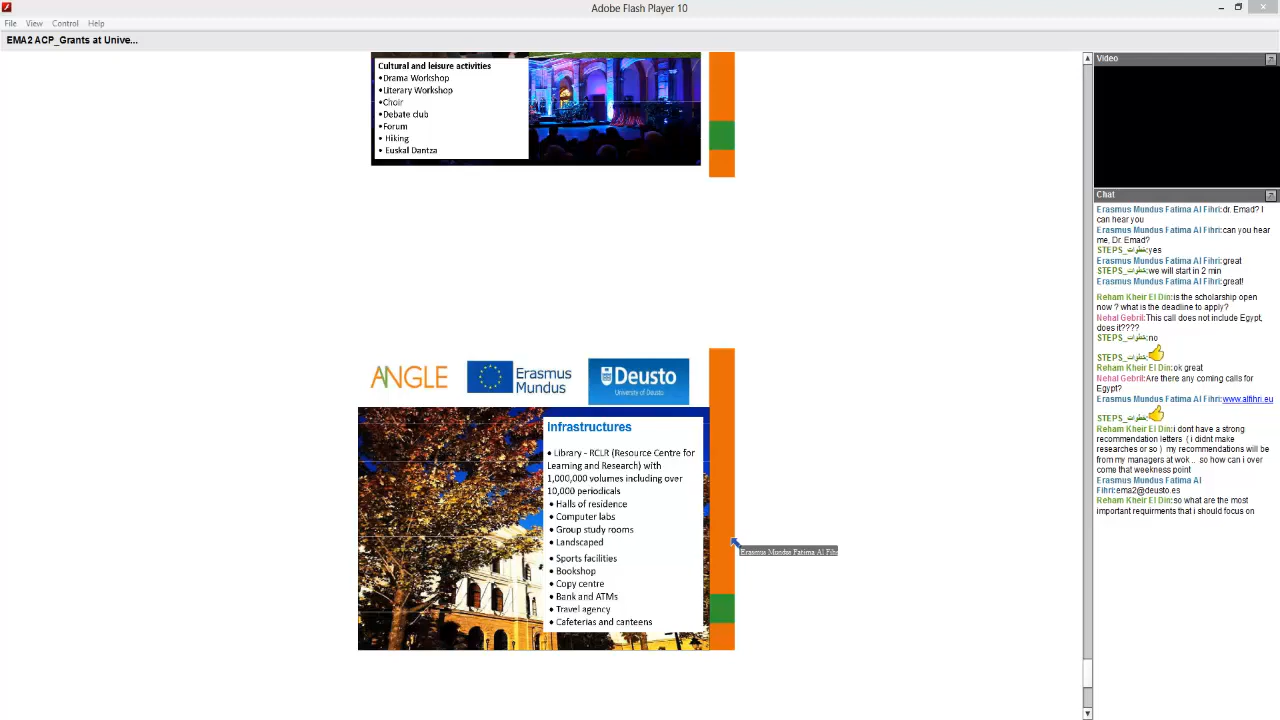 Adobe Flash Player 10
File View Control Help
EMA2 ACP_Grants at Unive...
Cultural and leisure activities
•Drama Workshop
•Literary Workshop
•Choir
•Debate club
•Forum
• Hiking
• Euskal Dantza
ANGLE
Erasmus
Mundus
Deusto
University of Deusto
Infrastructures
• Library - RCLR (Resource Centre for
Learning and Research) with
1,000,000 volumes including over
10,000 periodicals
• Halls of residence
• Computer labs
• Group study rooms
• Landscaped
• Sports facilities
• Bookshop
• Copy centre
• Bank and ATMs
• Travel agency
• Cafeterias and canteens
Erasmus Mundus Fatima Al Fihr
Video
Chat
Erasmus Mundus Fatima Al Fihri:dr. Emad? I
can hear you
Erasmus Mundus Fatima Al Fihri:can you hear
me, Dr. Emad?
STEPS_خطوات:yes
Erasmus Mundus Fatima Al Fihri:great
STEPS_خطوات:we will start in 2 min
Erasmus Mundus Fatima Al Fihri:great!
Reham Kheir El Din:is the scholarship open
now ? what is the deadline to apply?
Nehal Gebril:This call does not include Egypt,
does it????
STEPS_خطوات:no
STEPS_خطوات:
Reham Kheir El Din:ok great
Nehal Gebril:Are there any coming calls for
Egypt?
Erasmus Mundus Fatima Al Fihri:www.alfihri.eu
STEPS_خطوات:
Reham Kheir El Din:i dont have a strong
recommendation letters ( i didnt make
researches or so ) my recommendations will be
from my managers at wok .. so how can i over
come that weekness point
Erasmus Mundus Fatima Al
Fihri:ema2@deusto.es
Reham Kheir El Din:so what are the most
important requirments that i should focus on